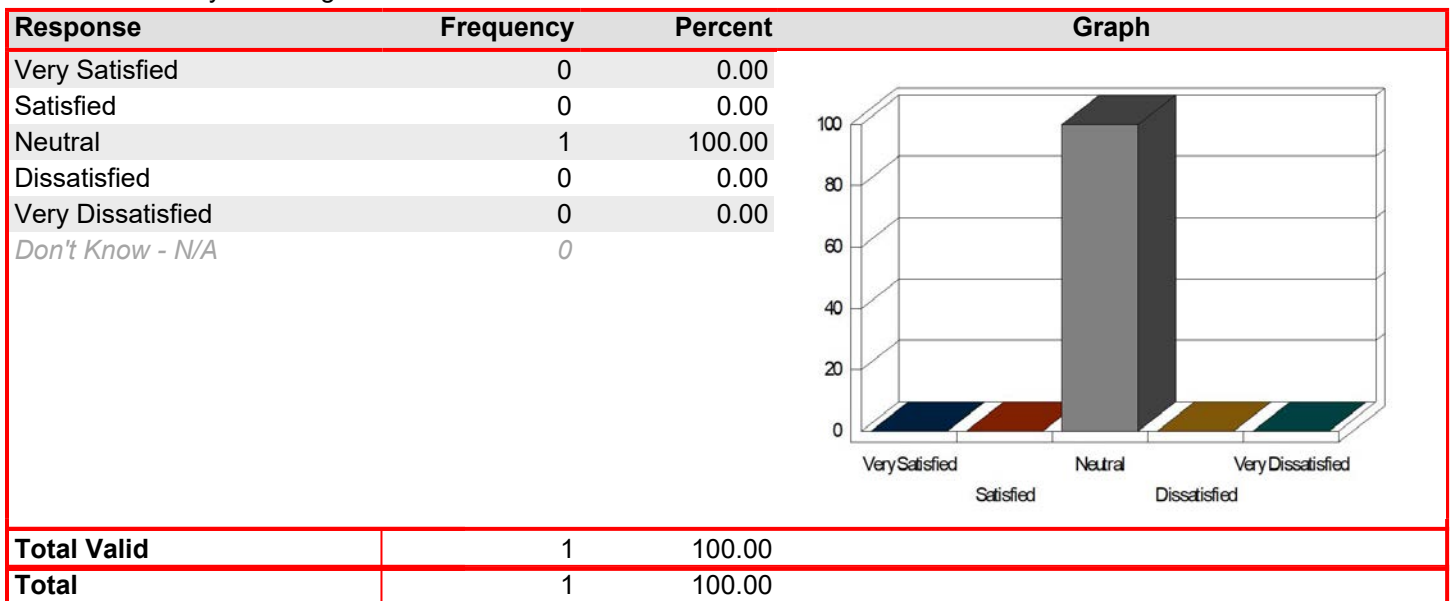 Response Frequency Percent Graph
Very Satisfied 0 0.00
Satisfied 0 0.00
Neutral 1 100.00
Dissatisfied 0 0.00
Very Dissatisfied 0 0.00
Don't Know - N/A 0
100
80
60
40
20
0
Very Satisfied Neutral Very Dissatisfied
Satisfied Dissatisfied
Total Valid 1 100.00
Total 1 100.00